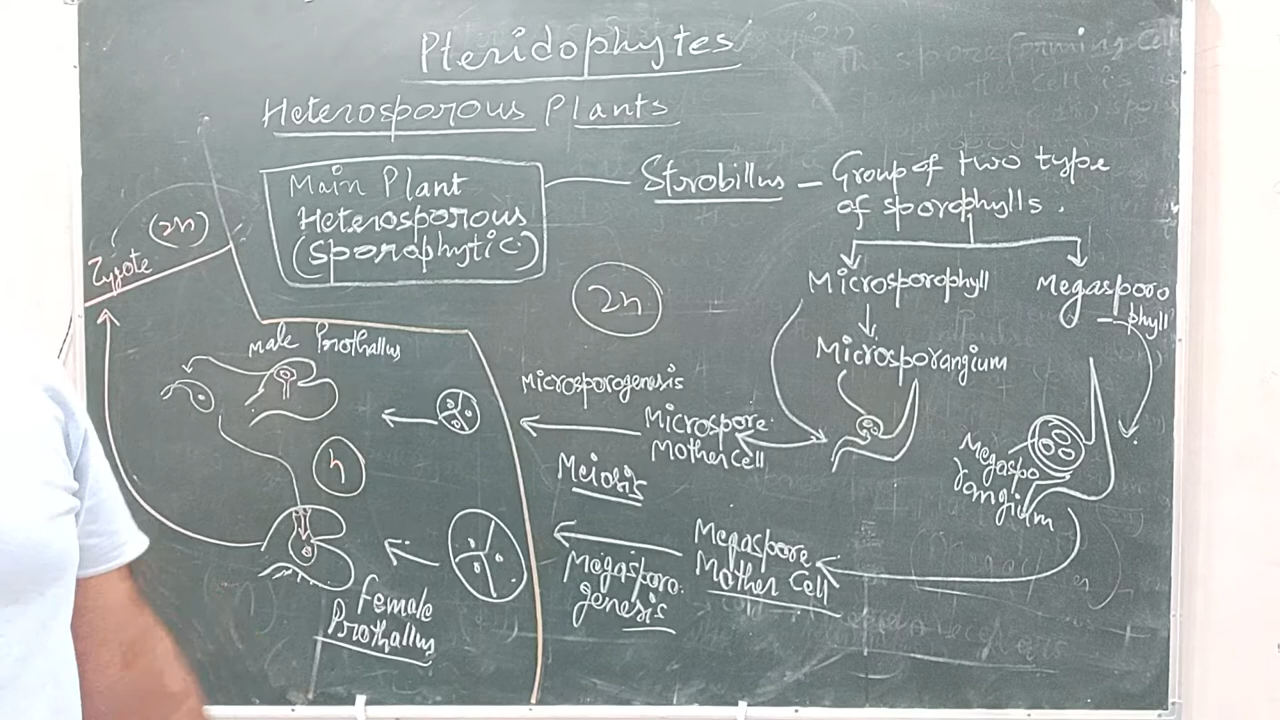 Pteridophytes
Heterosporous Plants
Main Plant
Heterosporous
(Sporophytic)
Strobillus – Group of two type
of sporophylls.
Microsporophyll
Megasporo
-phyll
Microsporangium
(2n)
Zygote
2n
Male Prothallus
Microsporogenesis
Microspore
Mother Cell
Meiosis
Megaspo
rangium
n
Megaspore
Mother Cell
Megasporo
genesis
Female
Prothallus